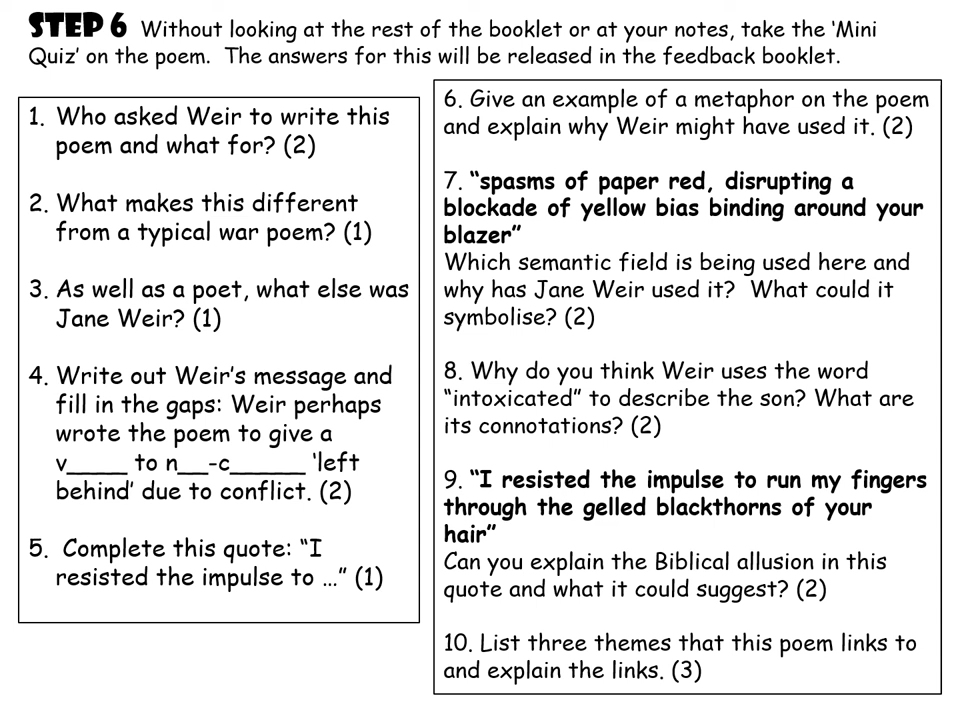 STEP 6 Without looking at the rest of the booklet or at your notes, take the ‘Mini
Quiz’ on the poem. The answers for this will be released in the feedback booklet.
1. Who asked Weir to write this
poem and what for? (2)
2. What makes this different
from a typical war poem? (1)
3. As well as a poet, what else was
Jane Weir? (1)
4. Write out Weir’s message and
fill in the gaps: Weir perhaps
wrote the poem to give a
v____ to n__-c_____ ‘left
behind’ due to conflict. (2)
5. Complete this quote: “I
resisted the impulse to …” (1)
6. Give an example of a metaphor on the poem
and explain why Weir might have used it. (2)
7. “spasms of paper red, disrupting a
blockade of yellow bias binding around your
blazer”
Which semantic field is being used here and
why has Jane Weir used it? What could it
symbolise? (2)
8. Why do you think Weir uses the word
“intoxicated” to describe the son? What are
its connotations? (2)
9. “I resisted the impulse to run my fingers
through the gelled blackthorns of your
hair”
Can you explain the Biblical allusion in this
quote and what it could suggest? (2)
10. List three themes that this poem links to
and explain the links. (3)